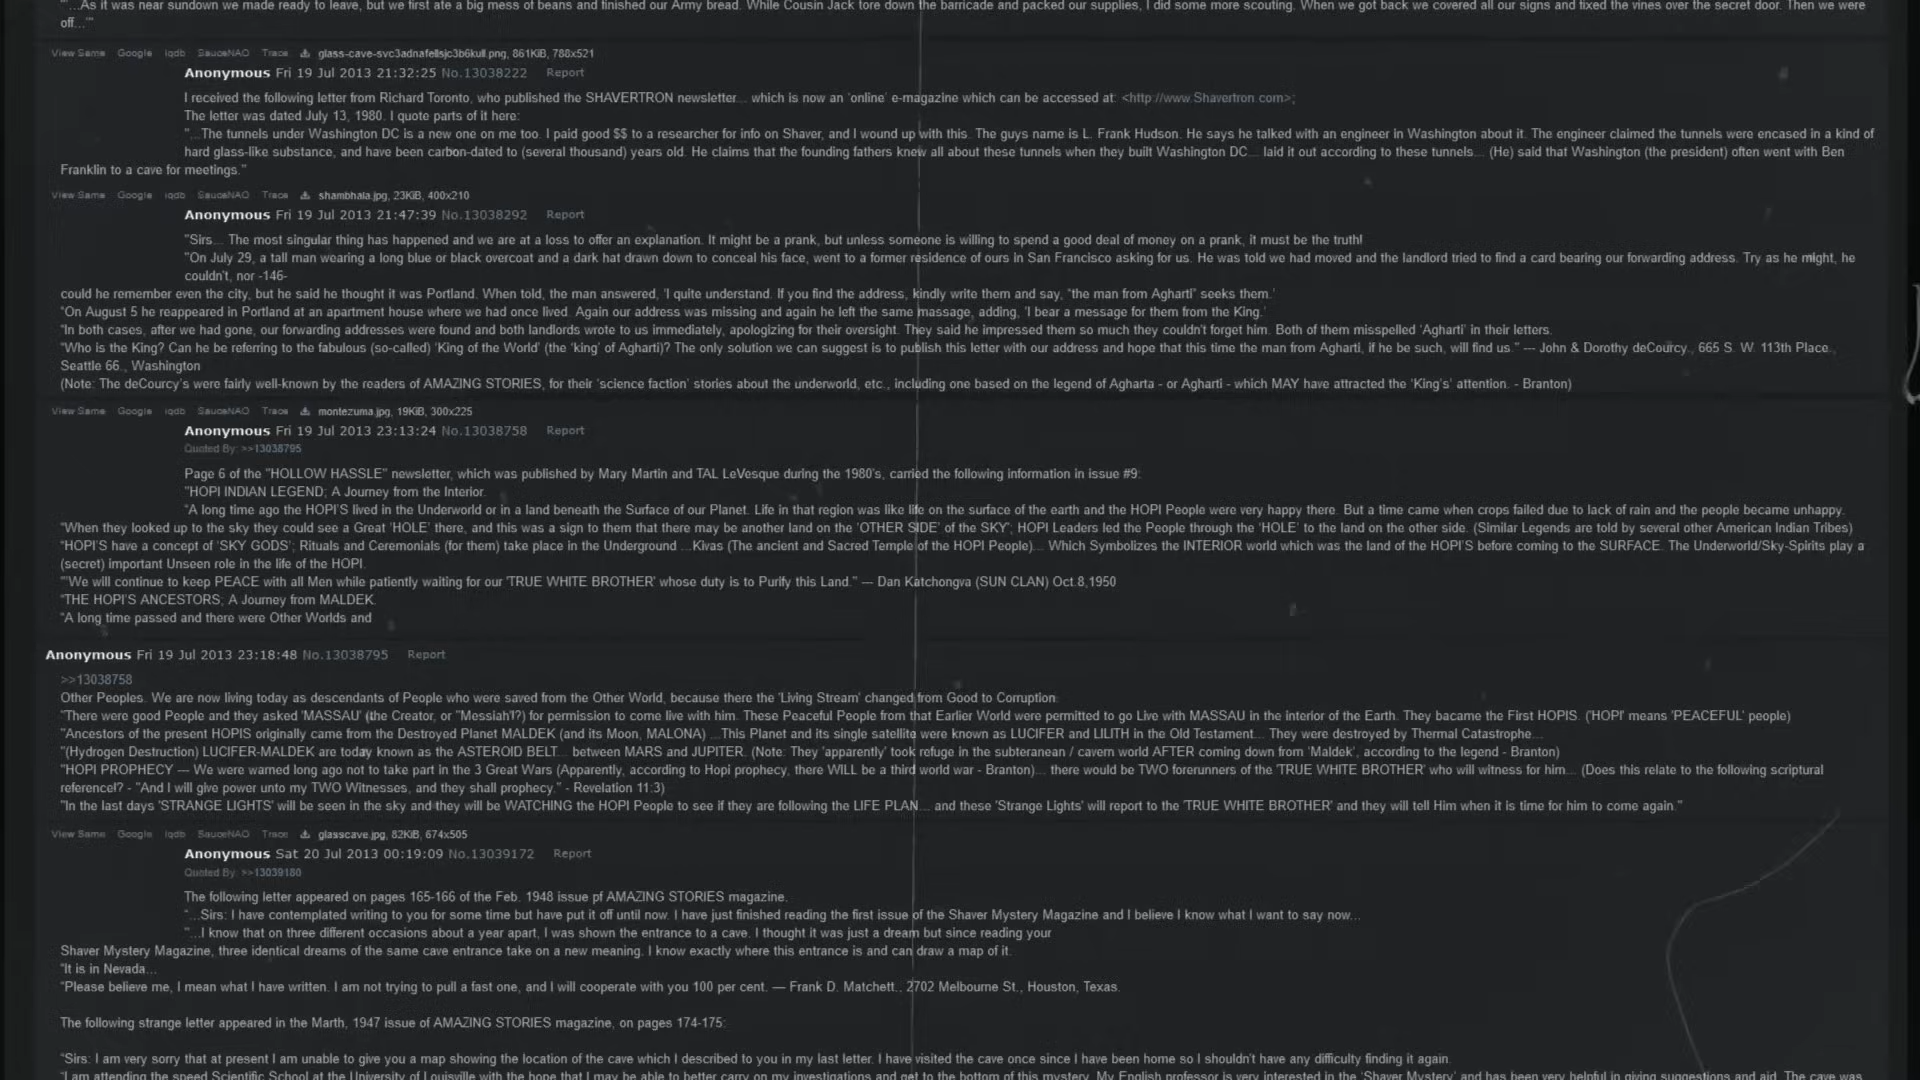 "'...As it was near sundown we made ready to leave, but we first ate a big mess of beans and finished our Army bread. While Cousin Jack tore down the barricade and packed our supplies, I did some more scouting. When we got back we covered all our signs and fixed the vines over the secret door. Then we were
off...'"
View Same Google iqdb SauceNAO Trace glass-cave-svc3adnafellsjc3b6kull.png, 861KiB, 788x521
Anonymous Fri 19 Jul 2013 21:32:25 No.13038222 Report
I received the following letter from Richard Toronto, who published the SHAVERTRON newsletter... which is now an 'online' e-magazine which can be accessed at: <http://www.Shavertron.com>;
The letter was dated July 13, 1980. I quote parts of it here:
"...The tunnels under Washington DC is a new one on me too. I paid good $$ to a researcher for info on Shaver, and I wound up with this. The guys name is L. Frank Hudson. He says he talked with an engineer in Washington about it. The engineer claimed the tunnels were encased in a kind of
hard glass-like substance, and have been carbon-dated to (several thousand) years old. He claims that the founding fathers knew all about these tunnels when they built Washington DC... laid it out according to these tunnels... (He) said that Washington (the president) often went with Ben
Franklin to a cave for meetings."
View Same Google iqdb SauceNAO Trace shambhala.jpg, 23KiB, 400x210
Anonymous Fri 19 Jul 2013 21:47:39 No.13038292 Report
"Sirs... The most singular thing has happened and we are at a loss to offer an explanation. It might be a prank, but unless someone is willing to spend a good deal of money on a prank, it must be the truth!
"On July 29, a tall man wearing a long blue or black overcoat and a dark hat drawn down to conceal his face, went to a former residence of ours in San Francisco asking for us. He was told we had moved and the landlord tried to find a card bearing our forwarding address. Try as he might, he
couldn't, nor -146-
could he remember even the city, but he said he thought it was Portland. When told, the man answered, 'I quite understand. If you find the address, kindly write them and say, "the man from Agharti" seeks them.'
"On August 5 he reappeared in Portland at an apartment house where we had once lived. Again our address was missing and again he left the same massage, adding, 'I bear a message for them from the King.'
"In both cases, after we had gone, our forwarding addresses were found and both landlords wrote to us immediately, apologizing for their oversight. They said he impressed them so much they couldn't forget him. Both of them misspelled 'Agharti' in their letters.
"Who is the King? Can he be referring to the fabulous (so-called) 'King of the World' (the 'king' of Agharti)? The only solution we can suggest is to publish this letter with our address and hope that this time the man from Agharti, if he be such, will find us." --- John & Dorothy deCourcy., 665 S. W. 113th Place.,
Seattle 66., Washington
(Note: The deCourcy's were fairly well-known by the readers of AMAZING STORIES, for their 'science faction' stories about the underworld, etc., including one based on the legend of Agharta - or Agharti - which MAY have attracted the 'King's' attention. - Branton)
View Same Google iqdb SauceNAO Trace montezuma.jpg, 19KiB, 300x225
Anonymous Fri 19 Jul 2013 23:13:24 No.13038758 Report
Quoted By: >>13038795
Page 6 of the "HOLLOW HASSLE" newsletter, which was published by Mary Martin and TAL LeVesque during the 1980's, carried the following information in issue #9:
"HOPI INDIAN LEGEND; A Journey from the Interior.
"A long time ago the HOPI'S lived in the Underworld or in a land beneath the Surface of our Planet. Life in that region was like life on the surface of the earth and the HOPI People were very happy there. But a time came when crops failed due to lack of rain and the people became unhappy.
"When they looked up to the sky they could see a Great 'HOLE' there, and this was a sign to them that there may be another land on the 'OTHER SIDE' of the SKY'; HOPI Leaders led the People through the 'HOLE' to the land on the other side. (Similar Legends are told by several other American Indian Tribes)
"HOPI'S have a concept of 'SKY GODS'; Rituals and Ceremonials (for them) take place in the Underground ...Kivas (The ancient and Sacred Temple of the HOPI People)... Which Symbolizes the INTERIOR world which was the land of the HOPI'S before coming to the SURFACE. The Underworld/Sky-Spirits play a
(secret) important Unseen role in the life of the HOPI.
"'We will continue to keep PEACE with all Men while patiently waiting for our 'TRUE WHITE BROTHER' whose duty is to Purify this Land." --- Dan Katchongva (SUN CLAN) Oct.8,1950
"THE HOPI'S ANCESTORS; A Journey from MALDEK.
"A long time passed and there were Other Worlds and
Anonymous Fri 19 Jul 2013 23:18:48 No.13038795 Report
>>13038758
Other Peoples. We are now living today as descendants of People who were saved from the Other World, because there the 'Living Stream' changed from Good to Corruption.
"There were good People and they asked 'MASSAU' (the Creator, or "Messiah'!?) for permission to come live with him. These Peaceful People from that Earlier World were permitted to go Live with MASSAU in the interior of the Earth. They bacame the First HOPIS. ('HOPI' means 'PEACEFUL' people)
"Ancestors of the present HOPIS originally came from the Destroyed Planet MALDEK (and its Moon, MALONA) ...This Planet and its single satellite were known as LUCIFER and LILITH in the Old Testament... They were destroyed by Thermal Catastrophe...
"(Hydrogen Destruction) LUCIFER-MALDEK are today known as the ASTEROID BELT... between MARS and JUPITER. (Note: They 'apparently' took refuge in the subteranean / cavern world AFTER coming down from 'Maldek', according to the legend - Branton)
"HOPI PROPHECY --- We were warned long ago not to take part in the 3 Great Wars (Apparently, according to Hopi prophecy, there WILL be a third world war - Branton)... there would be TWO forerunners of the 'TRUE WHITE BROTHER' who will witness for him... (Does this relate to the following scriptural
reference!? - "And I will give power unto my TWO Witnesses, and they shall prophecy." - Revelation 11:3)
"In the last days 'STRANGE LIGHTS' will be seen in the sky and they will be WATCHING the HOPI People to see if they are following the LIFE PLAN... and these 'Strange Lights' will report to the 'TRUE WHITE BROTHER' and they will tell Him when it is time for him to come again."
View Same Google iqdb SauceNAO Trace glasscave.jpg, 82KiB, 674x505
Anonymous Sat 20 Jul 2013 00:19:09 No.13039172 Report
Quoted By: >>13039180
The following letter appeared on pages 165-166 of the Feb. 1948 issue pf AMAZING STORIES magazine.
"...Sirs: I have contemplated writing to you for some time but have put it off until now. I have just finished reading the first issue of the Shaver Mystery Magazine and I believe I know what I want to say now...
"...I know that on three different occasions about a year apart, I was shown the entrance to a cave. I thought it was just a dream but since reading your
Shaver Mystery Magazine, three identical dreams of the same cave entrance take on a new meaning. I know exactly where this entrance is and can draw a map of it.
"It is in Nevada...
"Please believe me, I mean what I have written. I am not trying to pull a fast one, and I will cooperate with you 100 per cent. --- Frank D. Matchett., 2702 Melbourne St., Houston, Texas.
The following strange letter appeared in the Marth, 1947 issue of AMAZING STORIES magazine, on pages 174-175:
"Sirs: I am very sorry that at present I am unable to give you a map showing the location of the cave which I described to you in my last letter. I have visited the cave once since I have been home so I shouldn't have any difficulty finding it again.
"I am attending the speed Scientific School at the University of Louisville with the hope that I may be able to better carry on my investigations and get to the bottom of this mystery. My English professor is very interested in the 'Shaver Mystery' and has been very helpful in giving suggestions and aid. The cave was